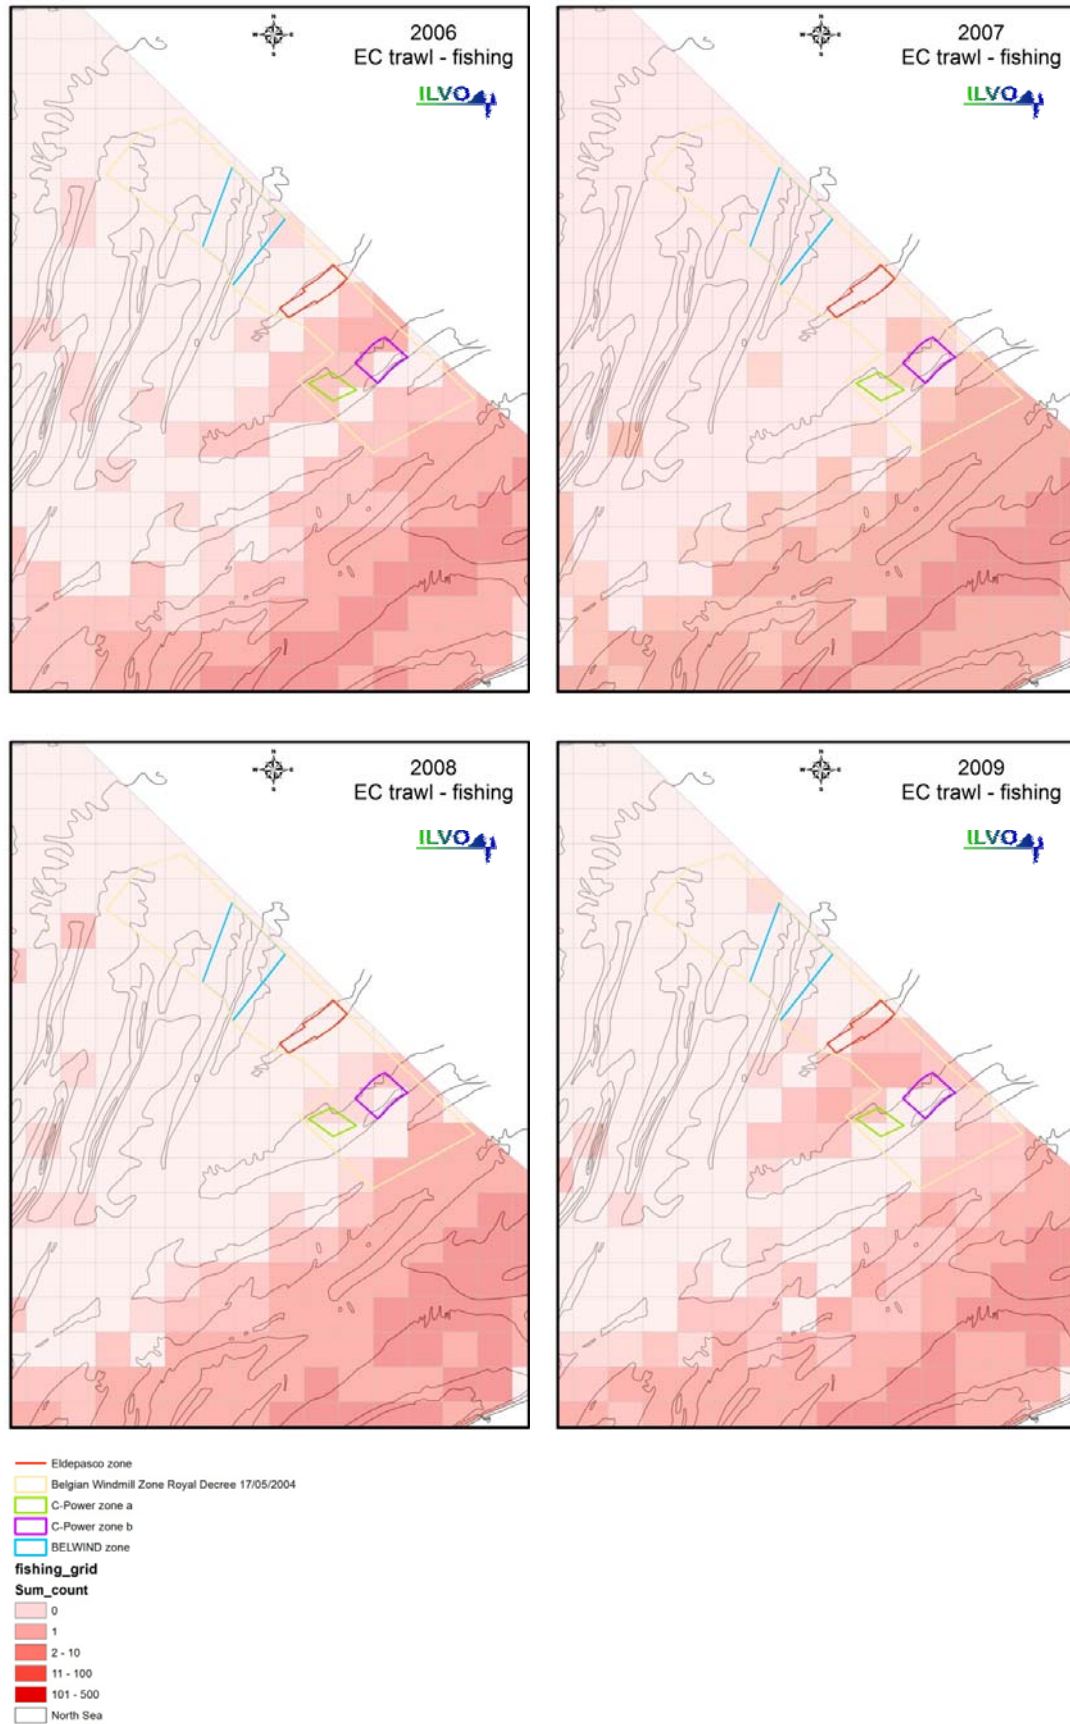 2006
EC trawl - fishing
ILVO
N
W E
S
2007
EC trawl - fishing
ILVO
N
W E
S
2008
EC trawl - fishing
ILVO
N
W E
S
2009
EC trawl - fishing
ILVO
N
W E
S
Eldepasco zone
Belgian Windmill Zone Royal Decree 17/05/2004
C-Power zone a
C-Power zone b
BELWIND zone
fishing_grid
Sum_count
0
1
2 - 10
11 - 100
101 - 500
North Sea